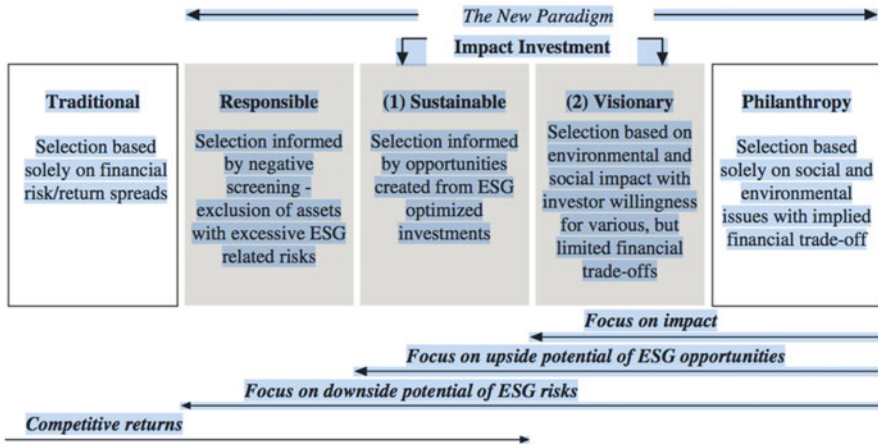 The New Paradigm
Impact Investment
Traditional
Selection based
solely on financial
risk/return spreads
Responsible
Selection informed
by negative
screening -
exclusion of assets
with excessive ESG
related risks
(1) Sustainable
Selection informed
by opportunities
created from ESG
optimized
investments
(2) Visionary
Selection based on
environmental and
social impact with
investor willingness
for various, but
limited financial
trade-offs
Philanthropy
Selection based
solely on social and
environmental
issues with implied
financial trade-off
Focus on impact
Focus on upside potential of ESG opportunities
Focus on downside potential of ESG risks
Competitive returns